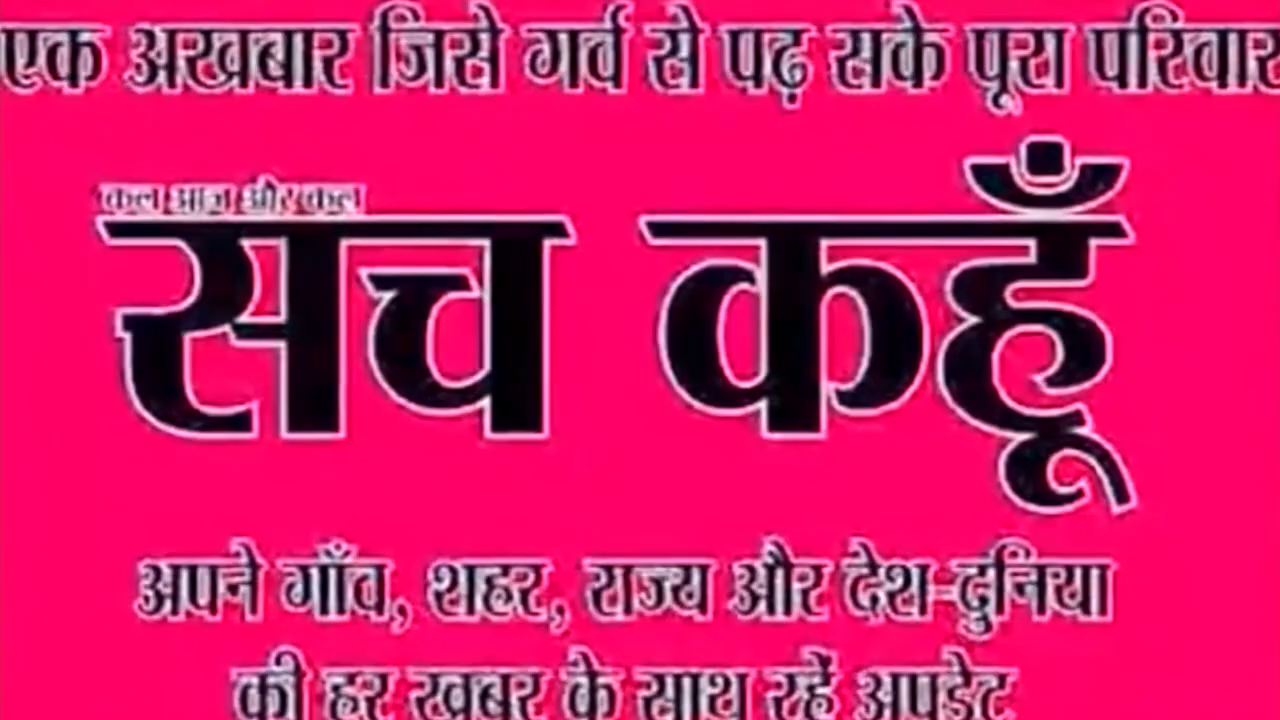 एक अखबार जिसे गर्व से पढ़ सके पूरा परिवार
कल आज और कल
सच कहूँ
अपने गाँव, शहर, राज्य और देश-दुनिया
की हर खबर के साथ रहें अपडेट